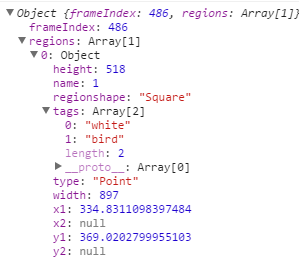 ▼ Object {frameIndex: 486, regions: Array[1]}
frameIndex: 486
▼ regions: Array[1]
▼ 0: Object
height: 518
name: 1
regionshape: "Square"
▼ tags: Array[2]
0: "white"
1: "bird"
length: 2
▶ __proto__: Array[0]
type: "Point"
width: 897
x1: 334.8311098397484
x2: null
y1: 369.0202799955103
y2: null